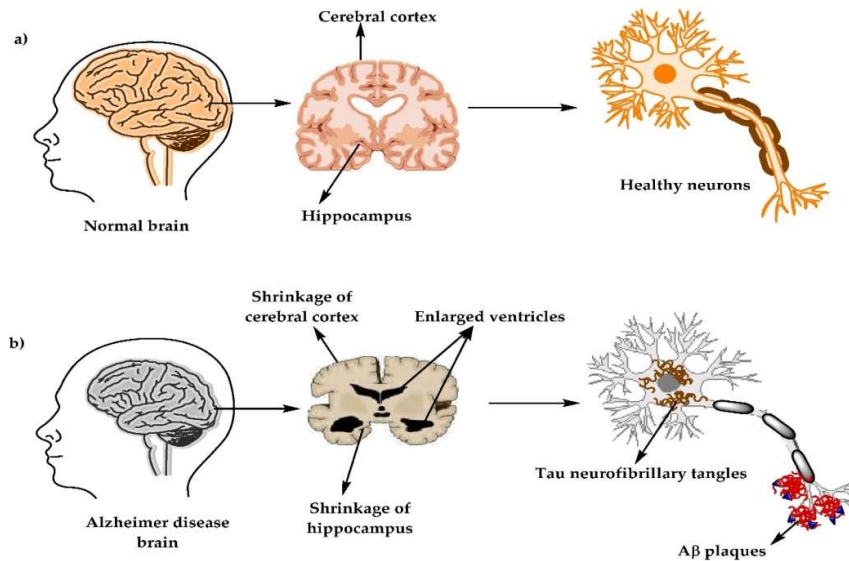 a)
Cerebral cortex
Normal brain
Hippocampus
Healthy neurons
b)
Shrinkage of
cerebral cortex
Enlarged ventricles
Alzheimer disease
brain
Shrinkage of
hippocampus
Tau neurofibrillary tangles
Aβ plaques